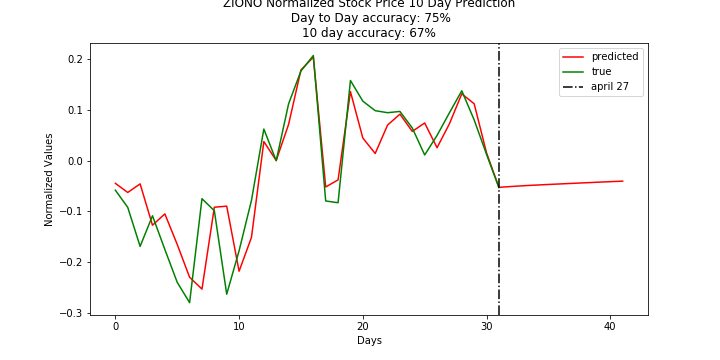 ZIONO Normalized Stock Price 10 Day Prediction
Day to Day accuracy: 75%
10 day accuracy: 67%
predicted
true
april 27
Normalized Values
0.2
0.1
0.0
−0.1
−0.2
−0.3
0
10
20
30
40
Days